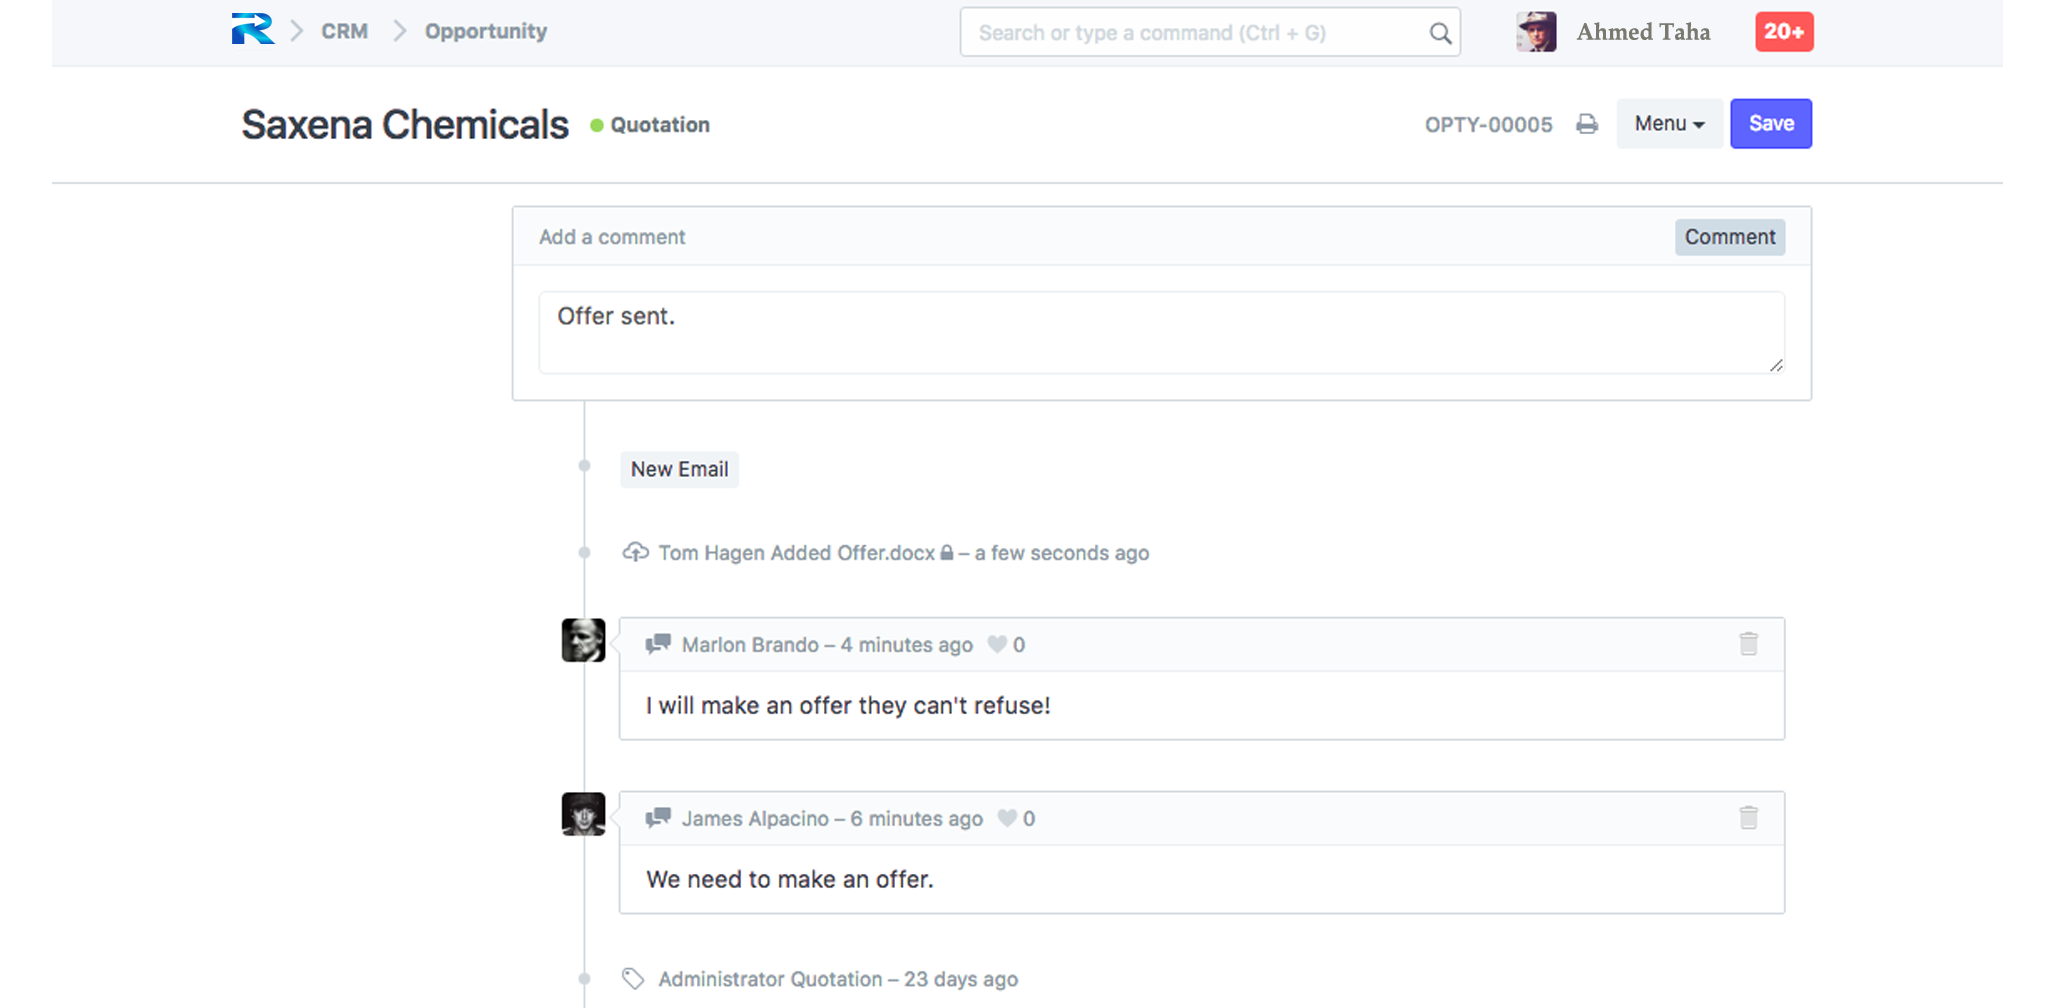 CRM Opportunity Search or type a command (Ctrl + G) Ahmed Taha 20+
Saxena Chemicals Quotation OPTY-00005 Menu Save
Add a comment Comment
Offer sent.
New Email
Tom Hagen Added Offer.docx – a few seconds ago
Marlon Brando – 4 minutes ago 0
I will make an offer they can't refuse!
James Alpacino – 6 minutes ago 0
We need to make an offer.
Administrator Quotation – 23 days ago